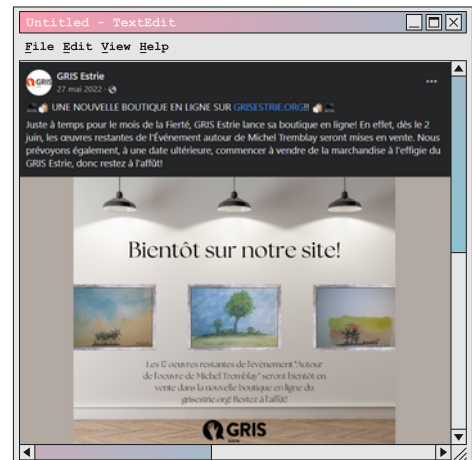 Untitled - TextEdit
File Edit View Help
GRIS Estrie
27 mai 2022 ·
UNE NOUVELLE BOUTIQUE EN LIGNE SUR GRISESTRIE.ORG!!
Juste à temps pour le mois de la Fierté, GRIS Estrie lance sa boutique en ligne! En effet, dès le 2
juin, les œuvres restantes de l'Événement autour de Michel Tremblay seront mises en vente. Nous
prévoyons également, à une date ultérieure, commencer à vendre de la marchandise à l'effigie du
GRIS Estrie, donc restez à l'affût!
Bientôt sur notre site!
Les 17 oeuvres restantes de l'événement "Autour
de l'oeuvre de Michel Tremblay" seront bientôt en
vente dans la nouvelle boutique en ligne du
grisestrie.org! Restez à l'affût!
GRIS
Estrie